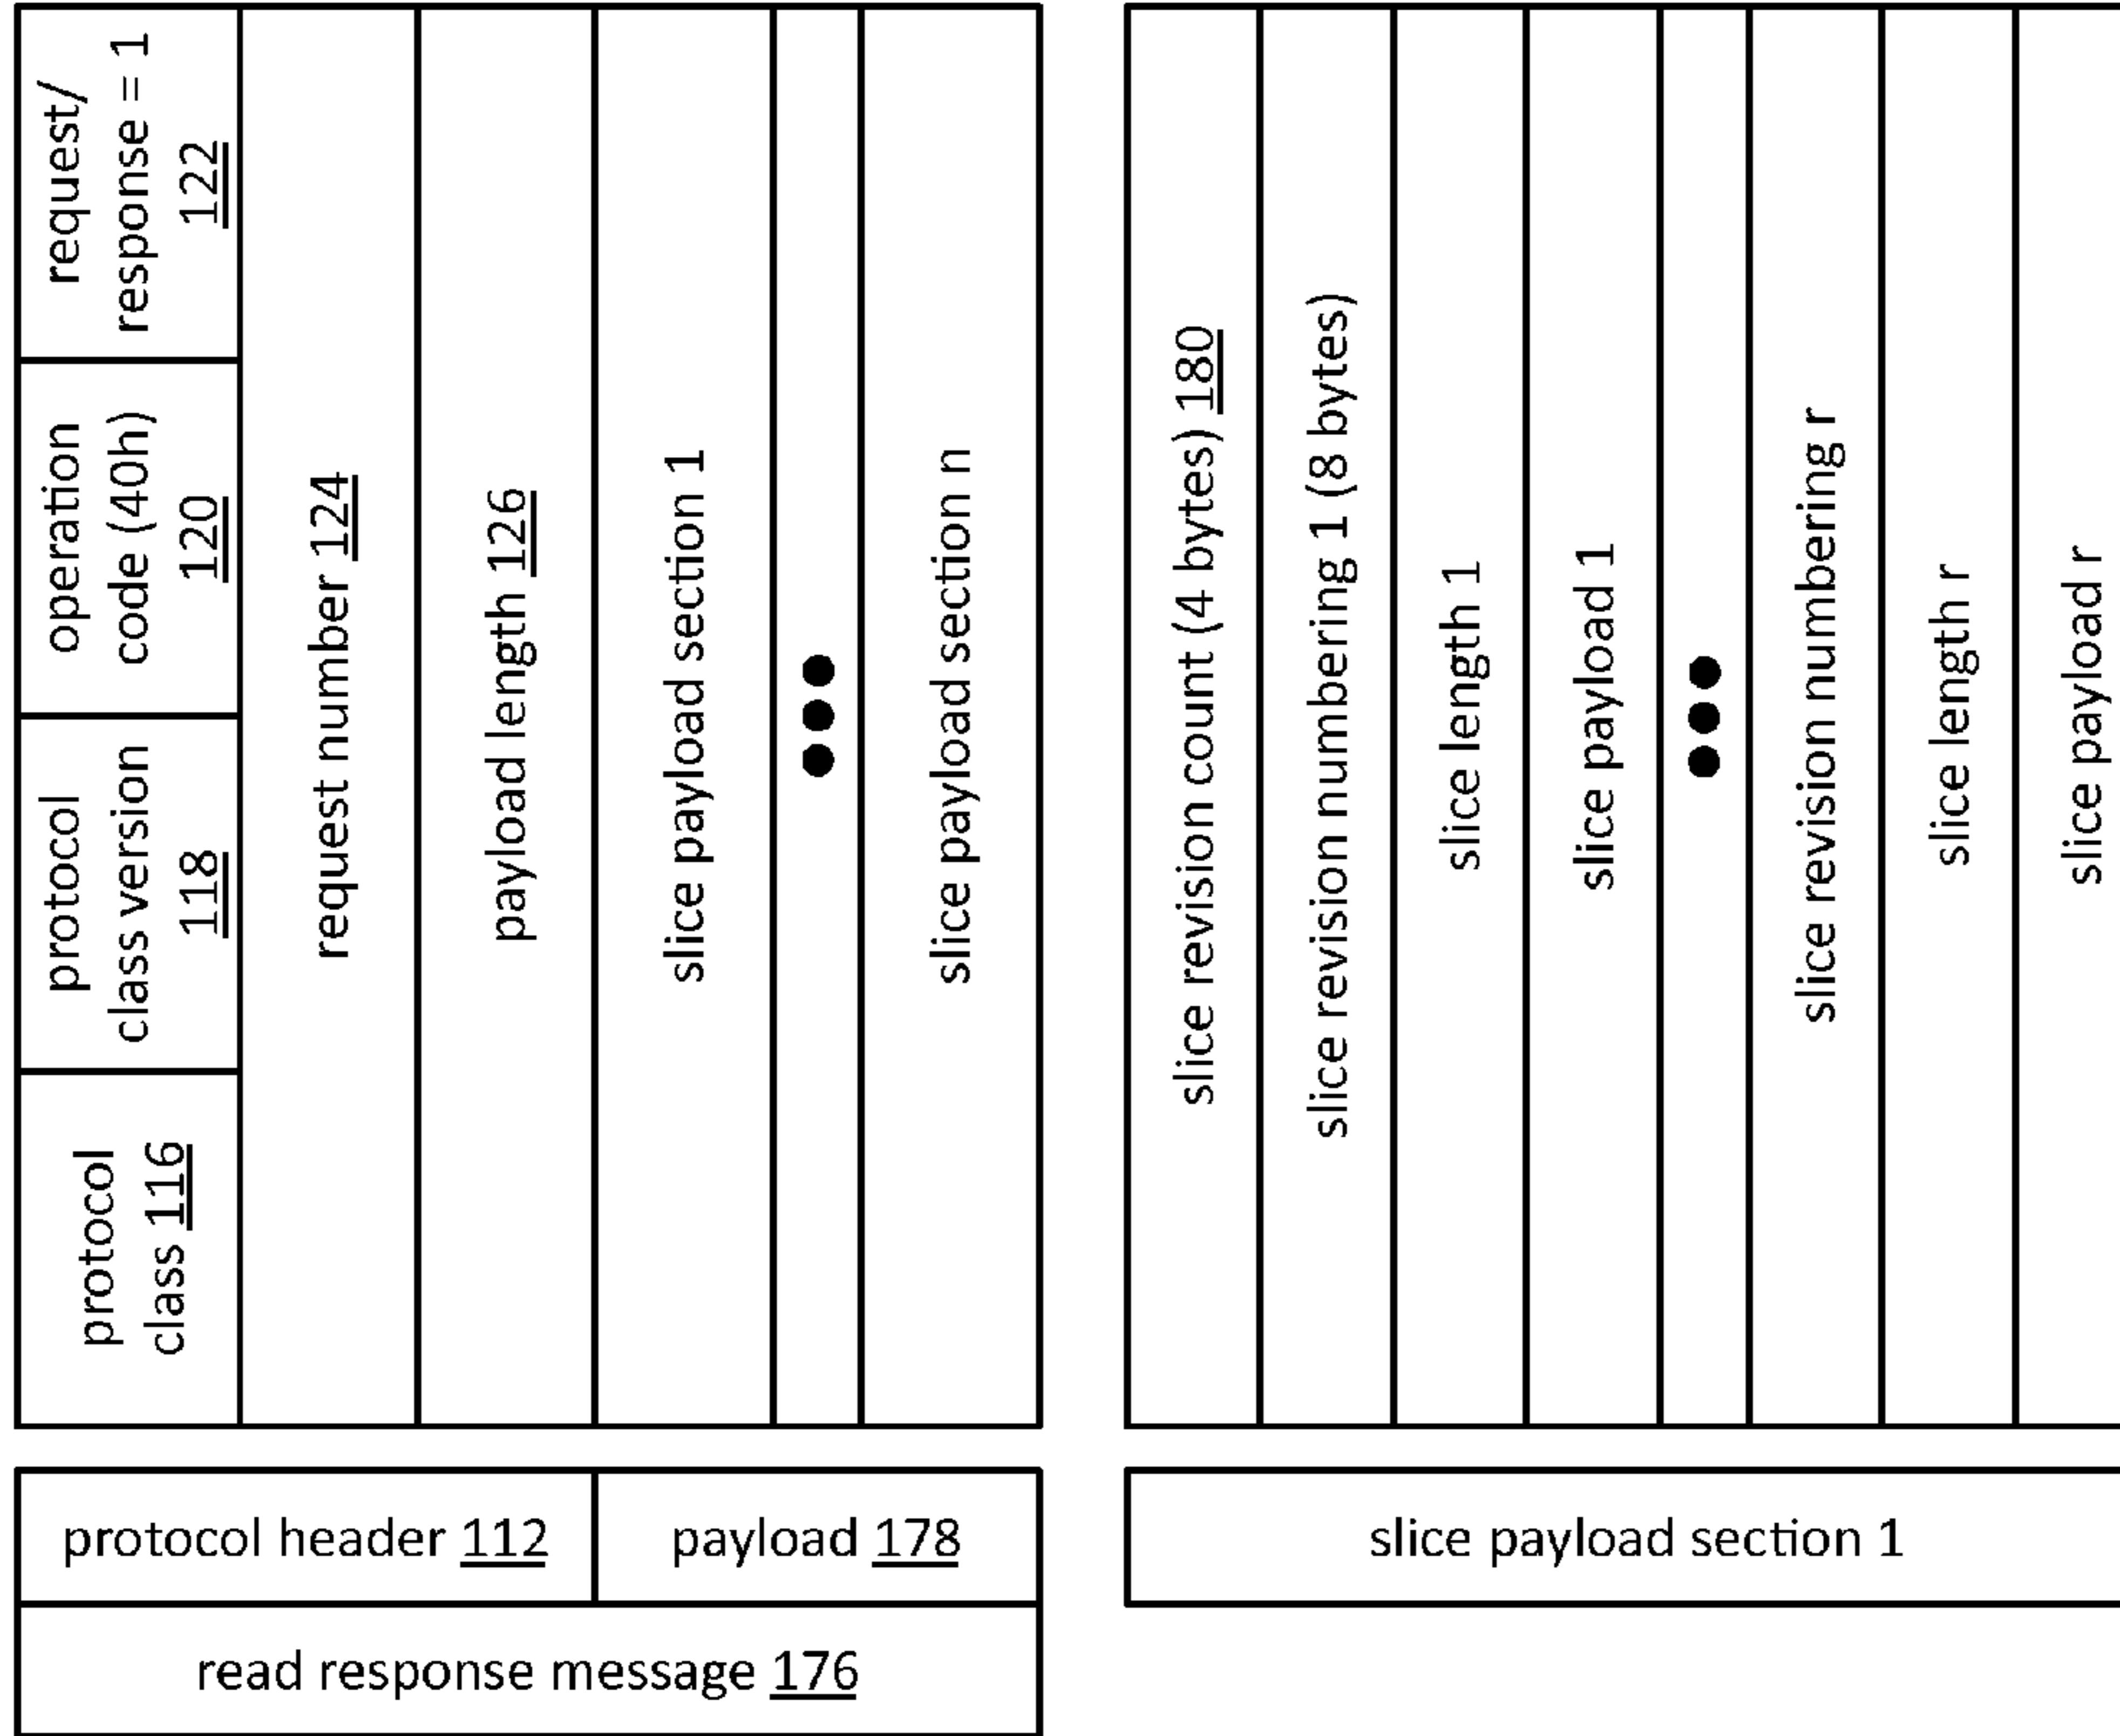 protocol
class 116
protocol
class version
118
operation
code (40h)
120
request/
response = 1
122
request number 124
payload length 126
slice payload section 1
slice payload section n
protocol header 112
payload 178
read response message 176
slice revision count (4 bytes) 180
slice revision numbering 1 (8 bytes)
slice length 1
slice payload 1
slice revision numbering r
slice length r
slice payload r
slice payload section 1